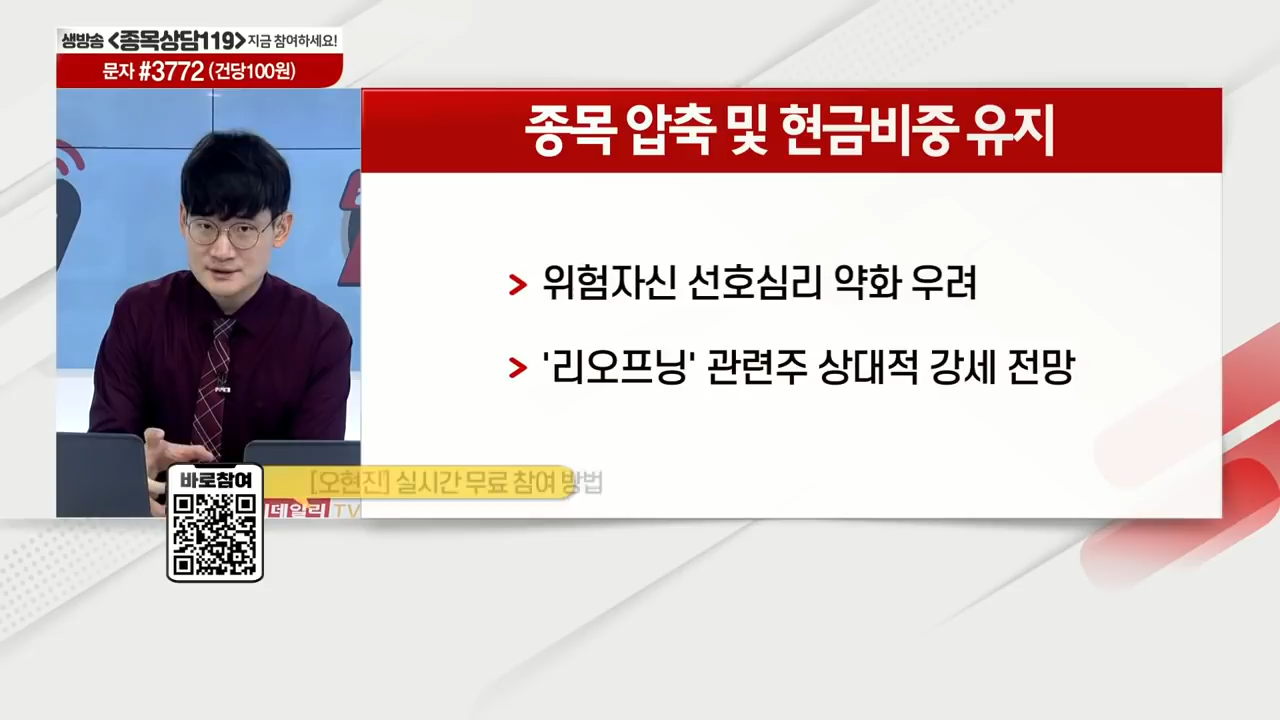 생방송 <종목상담119> 지금 참여하세요!
문자 #3772 (건당100원)
종목 압축 및 현금비중 유지
> 위험자신 선호심리 약화 우려
> '리오프닝' 관련주 상대적 강세 전망
바로참여
[오현진] 실시간 무료 참여 방법
데일리 TV